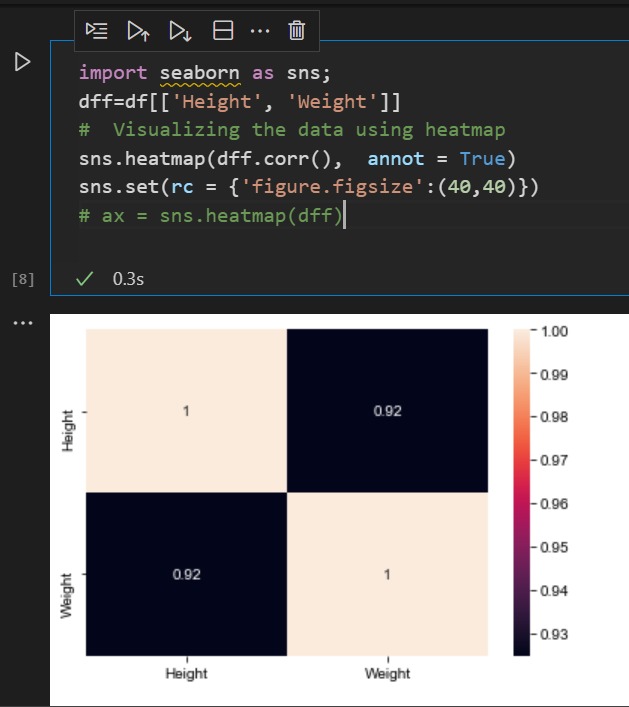 import seaborn as sns;
dff=df[['Height', 'Weight']]
#  Visualizing the data using heatmap
sns.heatmap(dff.corr(),  annot = True)
sns.set(rc = {'figure.figsize':(40,40)})
# ax = sns.heatmap(dff)
[8] 0.3s
1.00
0.99
0.98
0.97
0.96
0.95
0.94
0.93
Height
1 0.92
Weight
0.92 1
Height Weight